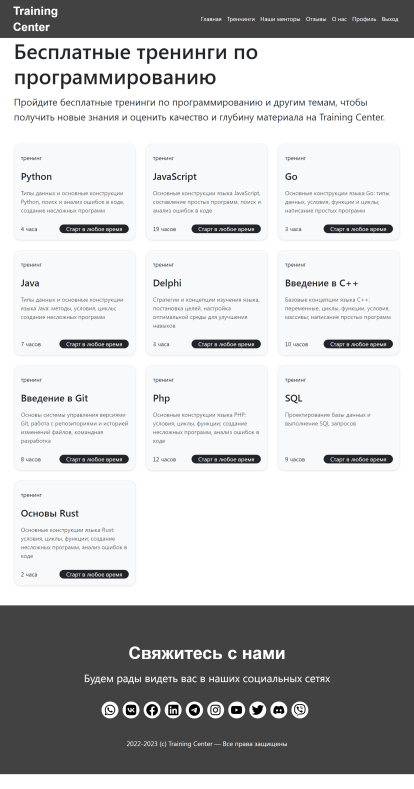 Training
Center
Главная Треннинги Наши менторы Отзывы О нас Профиль Выход
Бесплатные тренинги по
программированию
Пройдите бесплатные тренинги по программированию и другим темам, чтобы
получить новые знания и оценить качество и глубину материала на Training Center.
тренинг
Python
Типы данных и основные конструкции
Python, поиск и анализ ошибок в коде,
создание несложных программ
4 часа
Старт в любое время
тренинг
JavaScript
Основные конструкции языка JavaScript,
составление простых программ, поиск и
анализ ошибок в коде
19 часов
Старт в любое время
тренинг
Go
Основные конструкции языка Go: типы
данных, условия, функции и циклы;
написание простых программ
3 часа
Старт в любое время
тренинг
Java
Типы данных и основные конструкции
языка Java: методы, условия, циклы;
создание несложных программ
7 часов
Старт в любое время
тренинг
Delphi
Стратегии и концепции изучения языка,
постановка целей, настройка
оптимальной среды для улучшения
навыков
3 часа
Старт в любое время
тренинг
Введение в C++
Базовые концепции языка C++:
переменные, циклы, функции, условия,
массивы; написание простых программ
10 часов
Старт в любое время
тренинг
Введение в Git
Основы системы управления версиями
Git, работа с репозиториями и историей
изменений файлов, командная
разработка
8 часов
Старт в любое время
тренинг
Php
Основные конструкции языка PHP:
условия, циклы, функции; создание
несложных программ, анализ ошибок в
коде
12 часов
Старт в любое время
тренинг
SQL
Проектирование базы данных и
выполнение SQL запросов
9 часов
Старт в любое время
тренинг
Основы Rust
Основные конструкции языка Rust:
условия, циклы, функции; создание
несложных программ, анализ ошибок в
коде
2 часа
Старт в любое время
Свяжитесь с нами
Будем рады видеть вас в наших социальных сетях
2022-2023 (c) Training Center — Все права защищены